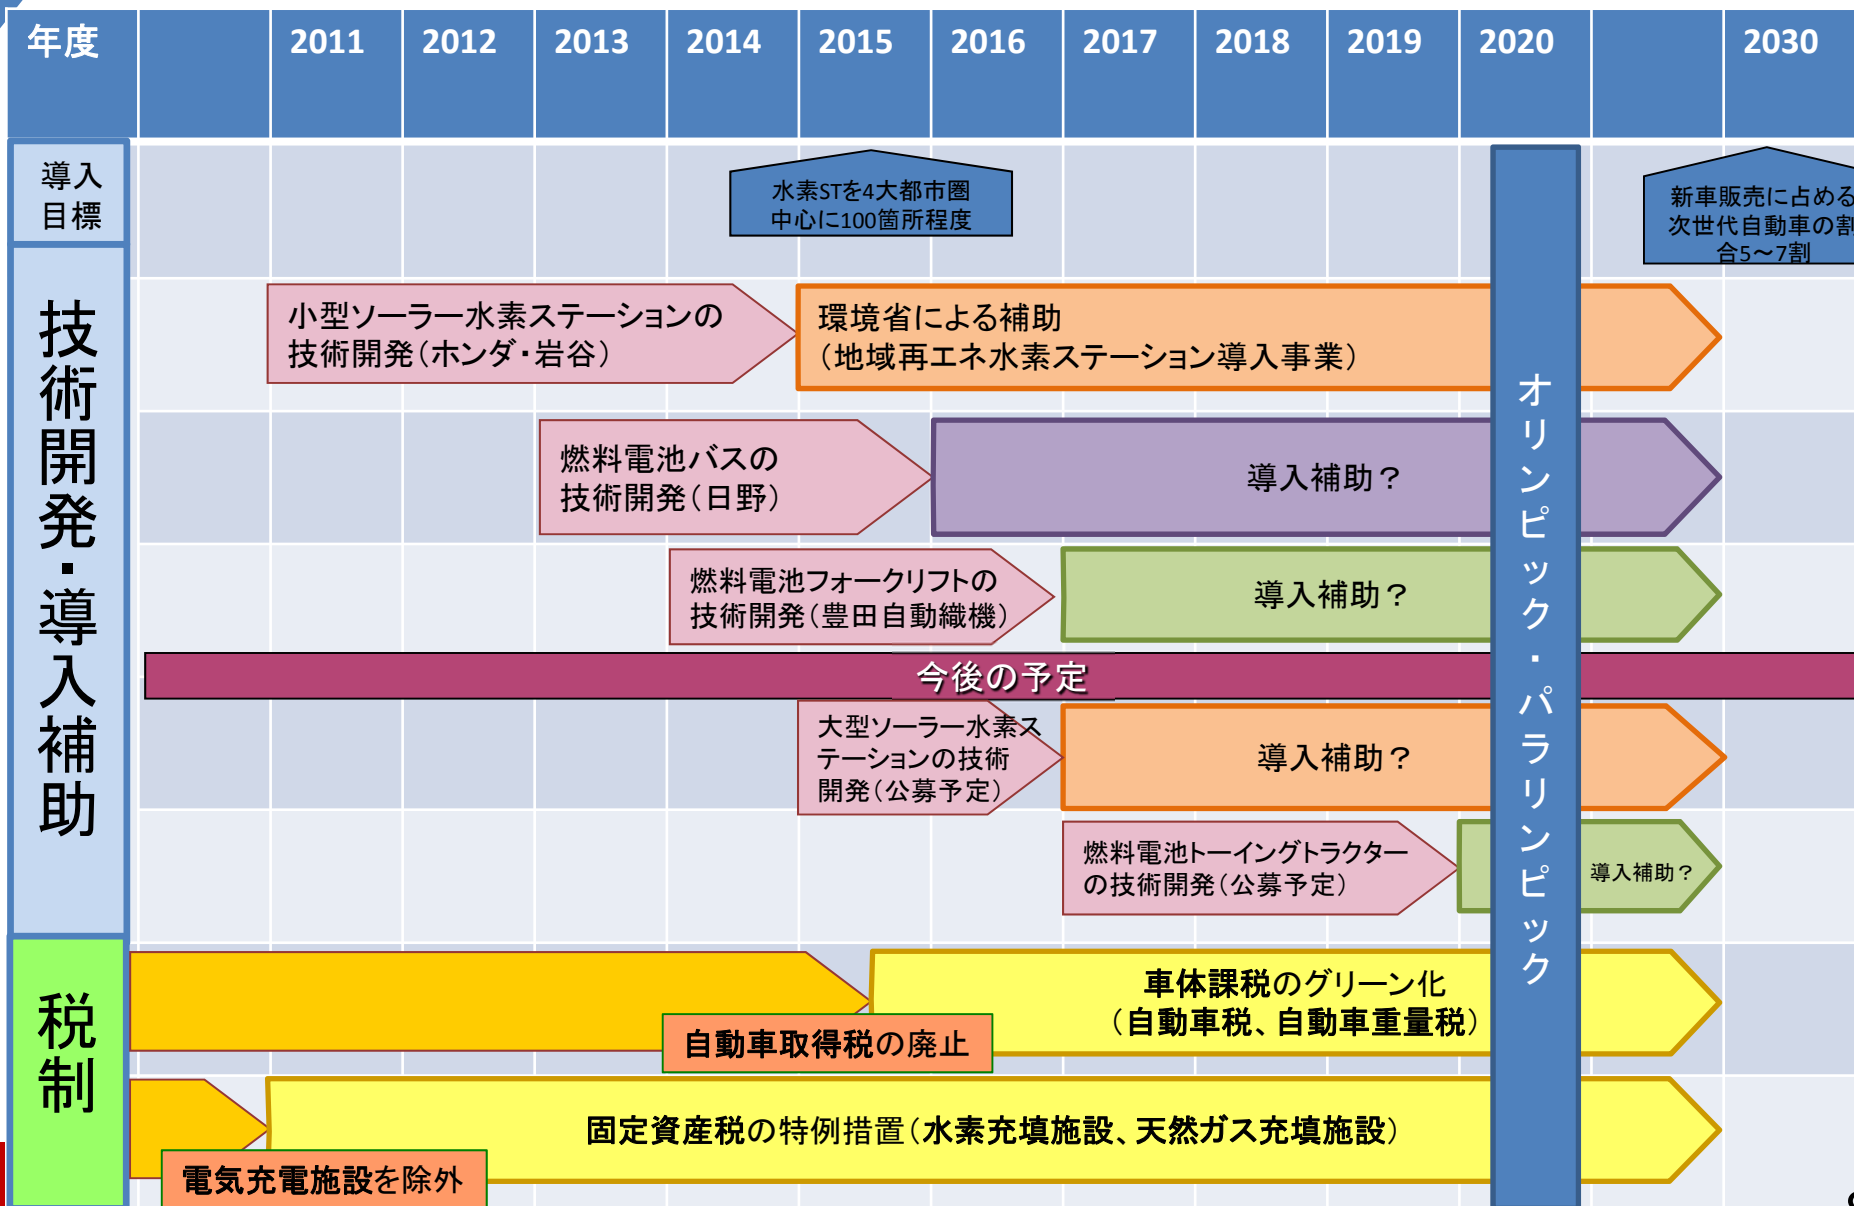 年度
2011
2012
2013
2014
2015
2016
2017
2018
2019
2020
2030
導入
目標
水素STを4大都市圏
中心に100箇所程度
新車販売に占める
次世代自動車の割
合5～7割
技術開発・導入補助
小型ソーラー水素ステーションの
技術開発（ホンダ・岩谷）
環境省による補助
（地域再エネ水素ステーション導入事業）
燃料電池バスの
技術開発（日野）
導入補助？
燃料電池フォークリフトの
技術開発（豊田自動織機）
導入補助？
今後の予定
大型ソーラー水素ス
テーションの技術
開発（公募予定）
導入補助？
燃料電池トーイングトラクター
の技術開発（公募予定）
導入補助？
オリンピック・パラリンピック
税制
車体課税のグリーン化
（自動車税、自動車重量税）
自動車取得税の廃止
固定資産税の特例措置（水素充填施設、天然ガス充填施設）
電気充電施設を除外